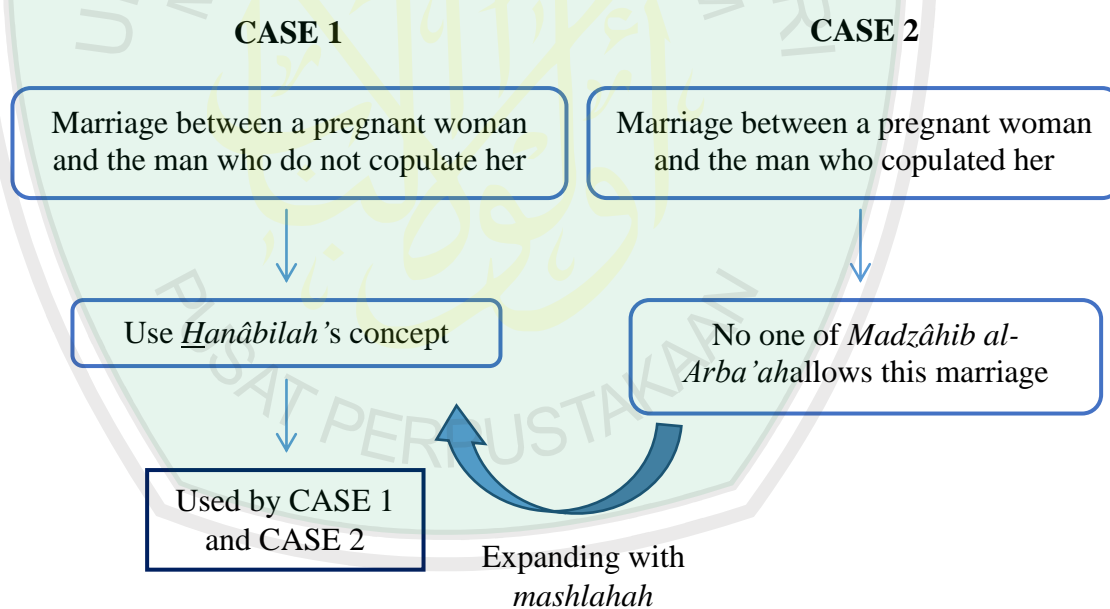 CASE 1
CASE 2
Marriage between a pregnant woman
and the man who do not copulate her
Marriage between a pregnant woman
and the man who copulated her
Use Hanâbilah’s concept
No one of Madzâhib al-
Arba’ahallows this marriage
Used by CASE 1
and CASE 2
Expanding with
mashlahah
PUSAT PERPUSTAKAAN